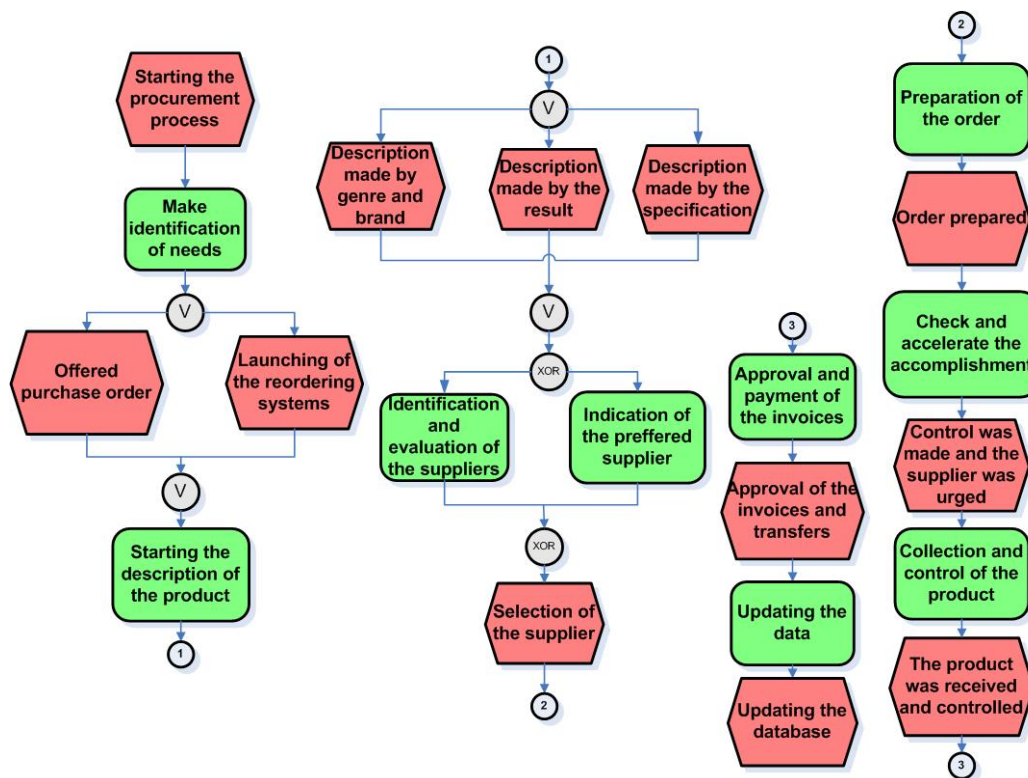 Starting the
procurement
process
Make
identification
of needs
V
Offered
purchase order
Launching of
the reordering
systems
V
Starting the
description of
the product
1
1
V
Description
made by
genre and
brand
Description
made by the
result
Description
made by the
specification
V
XOR
Identification
and
evaluation of
the suppliers
Indication of
the preffered
supplier
XOR
Selection of
the supplier
2
3
Approval and
payment of
the invoices
Approval of the
invoices and
transfers
Updating the
data
Updating the
database
2
Preparation of
the order
Order prepared
Check and
accelerate the
accomplishment
Control was
made and the
supplier was
urged
Collection and
control of the
product
The product
was received
and controlled
3